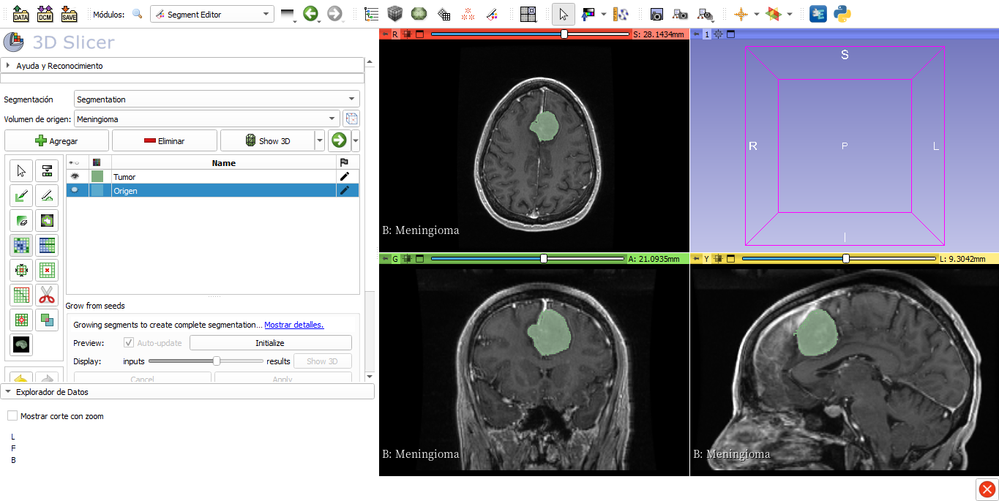 DATA DCM SAVE Módulos: Segment Editor
3D Slicer
Ayuda y Reconocimiento
Segmentación Segmentation
Volumen de origen: Meningioma
Agregar Eliminar Show 3D
Name
Tumor
Origen
Grow from seeds
Growing segments to create complete segmentation... Mostrar detalles.
Preview: Auto-update Initialize
Display: inputs results Show 3D
Cancel Apply
Explorador de Datos
Mostrar corte con zoom
L
F
B
R S: 28.1434mm
B: Meningioma
1
S
R P L
I
G A: 21.0935mm
B: Meningioma
Y L: 9.3042mm
B: Meningioma